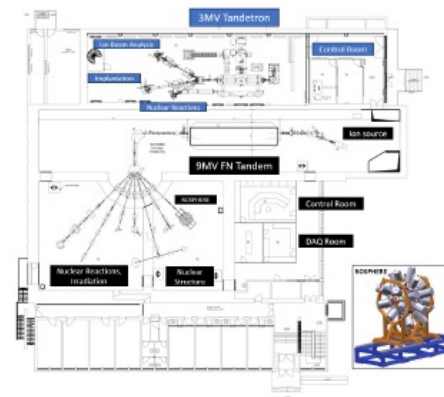 3MV Tandetron
Ion Beam Analysis
Control Room
Implantation
Nuclear Reactions
Ion source
9MV FN Tandem
ROSPHERE
Control Room
DAQ Room
Nuclear Reactions,
Irradiation
Nuclear
Structure
ROSPHERE